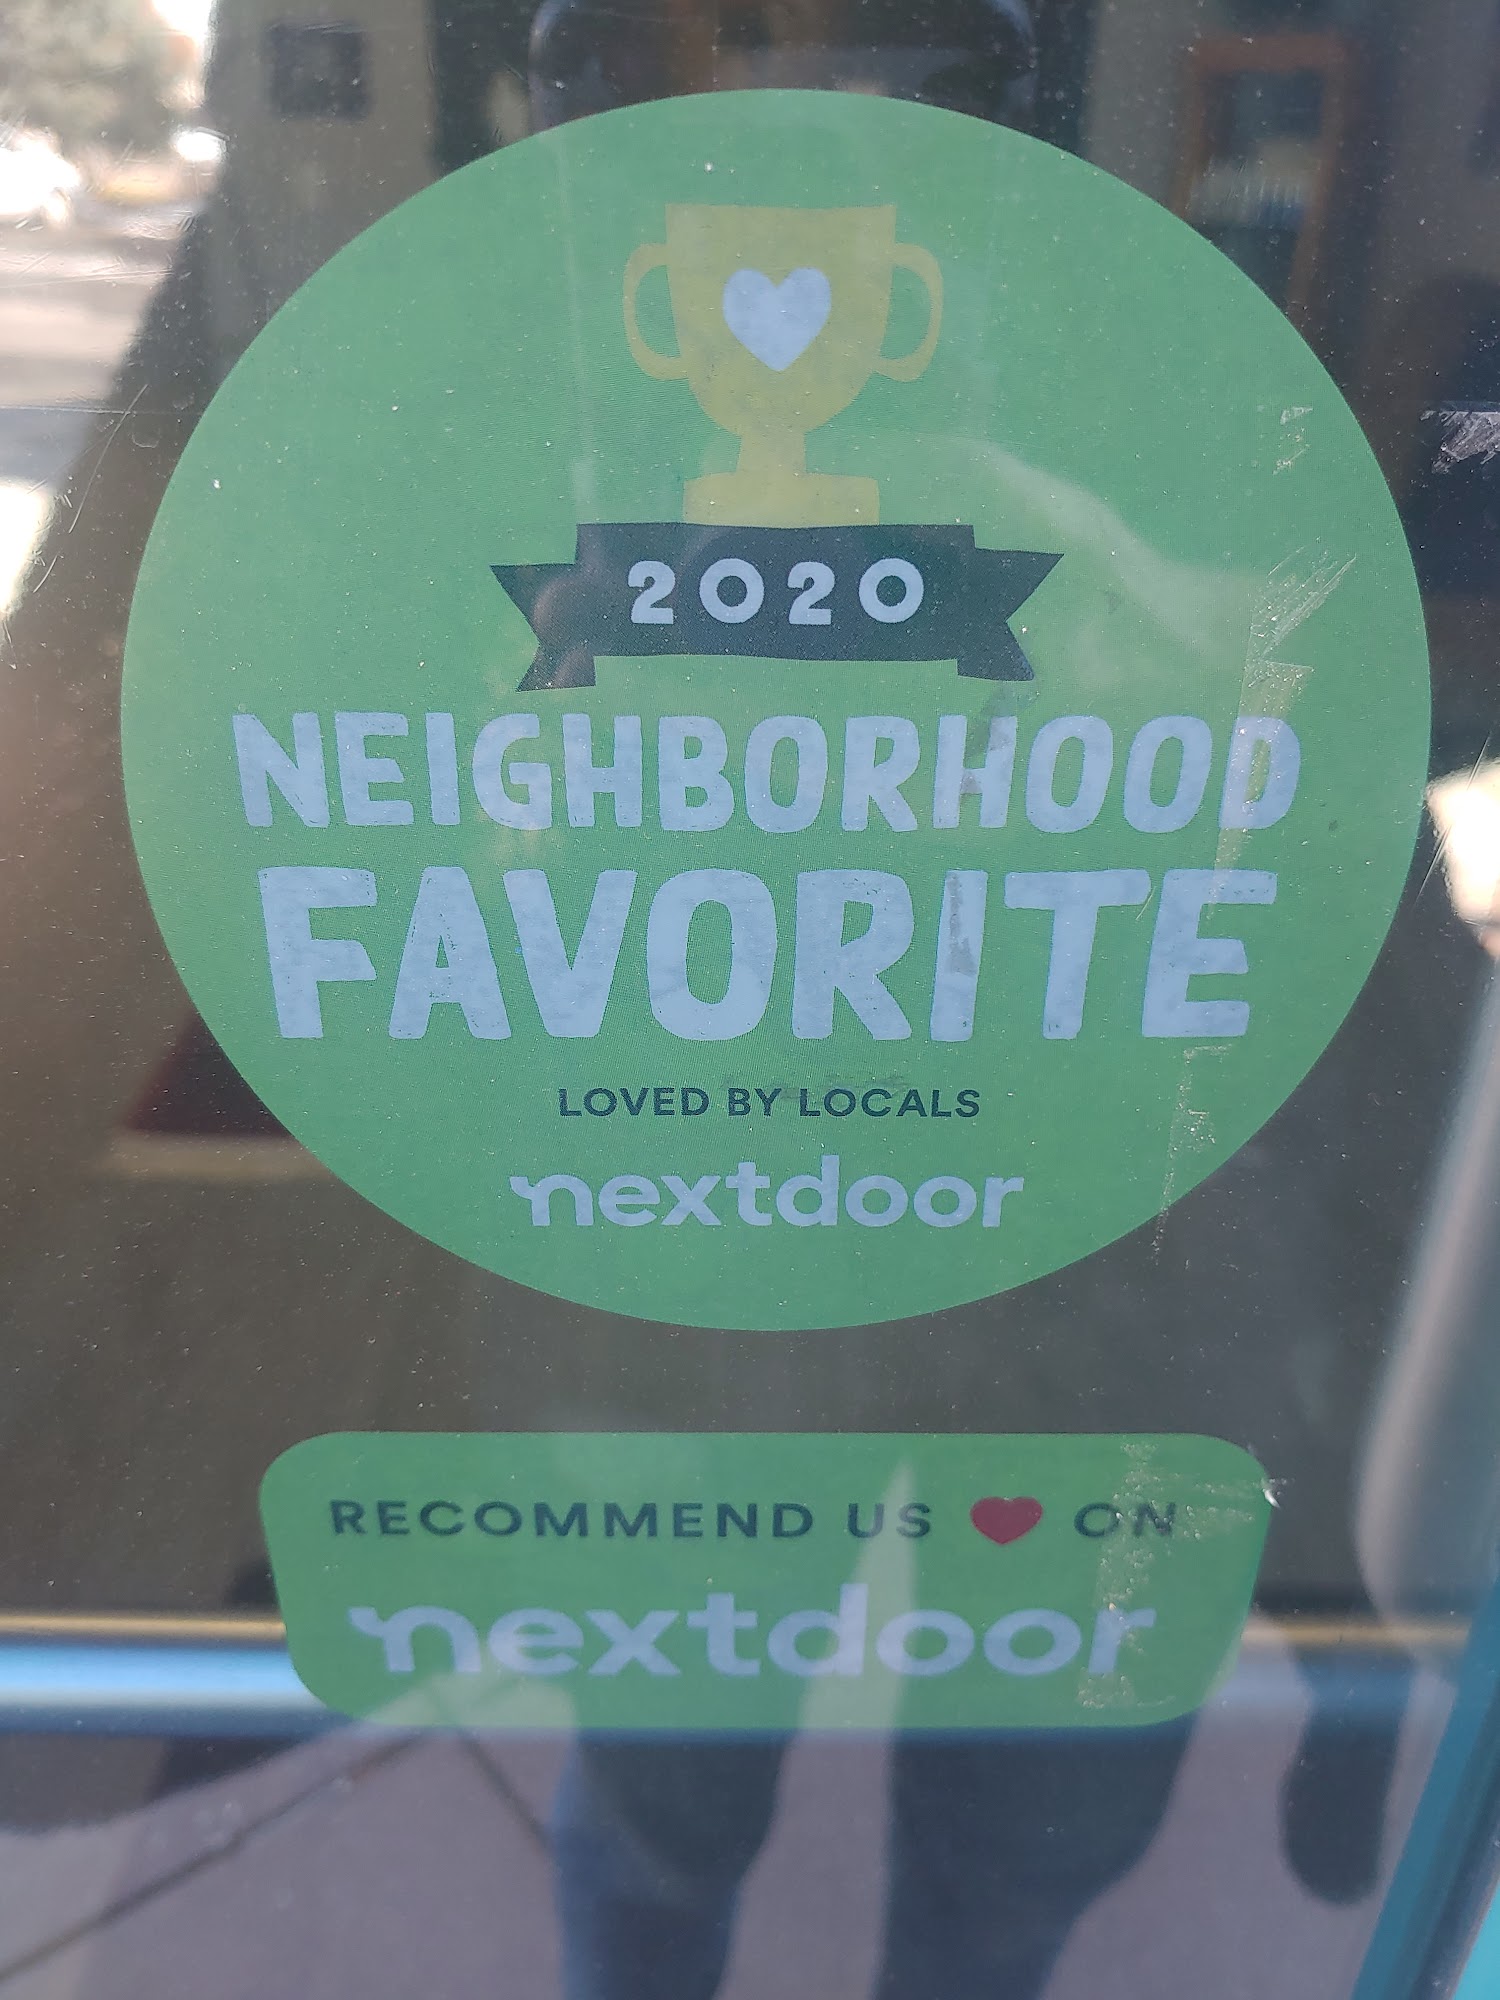 2020
NEIGHBORHOOD
FAVORITE
LOVED BY LOCALS
nextdoor
RECOMMEND US ❤ ON
nextdoor